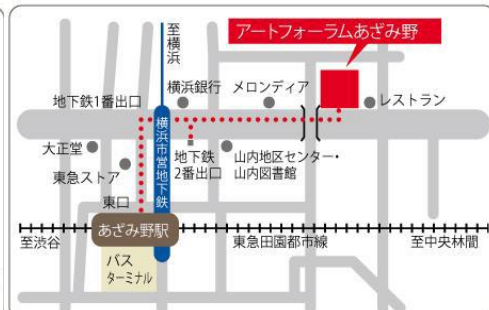 至横浜
アートフォーラムあざみ野
横浜銀行
メロンディア
地下鉄1番出口
レストラン
大正堂
横浜市営地下鉄
地下鉄
2番出口
山内地区センター・
山内図書館
東急ストア
東口
あざみ野駅
至渋谷
東急田園都市線
至中央林間
バス
ターミナル